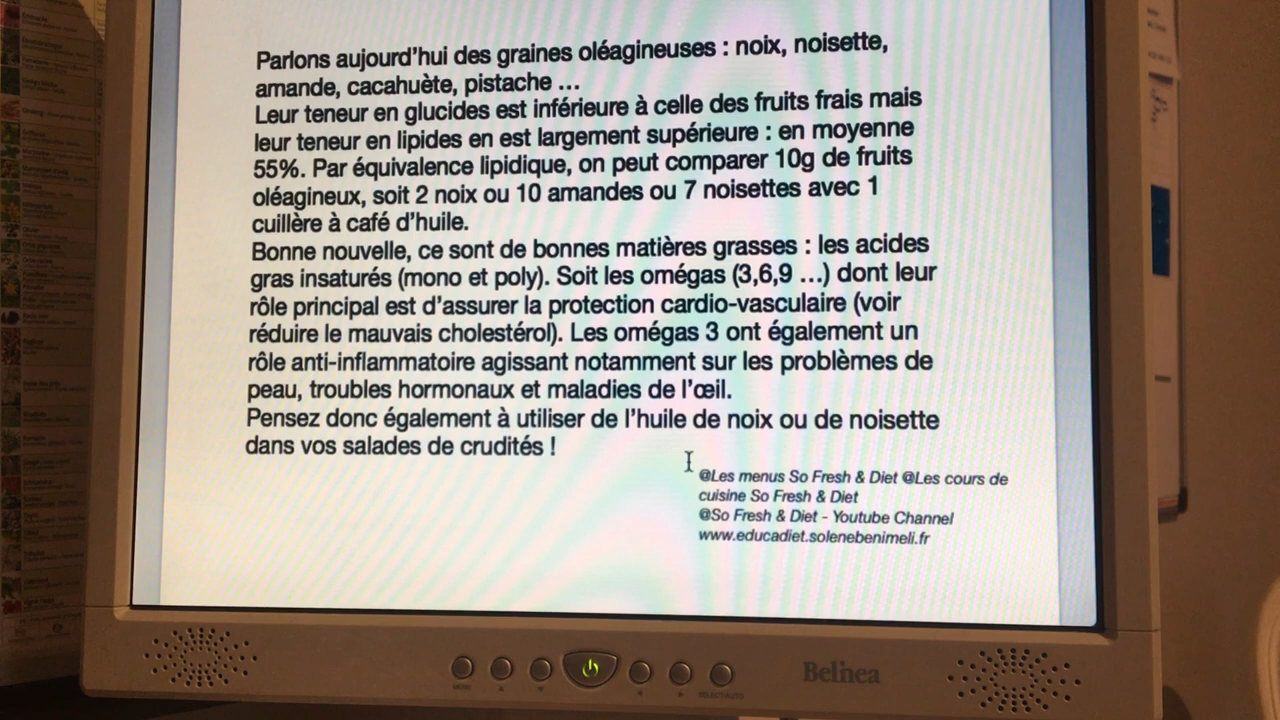 Parlons aujourd'hui des graines oléagineuses : noix, noisette,
amande, cacahuète, pistache ...
Leur teneur en glucides est inférieure à celle des fruits frais mais
leur teneur en lipides en est largement supérieure : en moyenne
55%. Par équivalence lipidique, on peut comparer 10g de fruits
oléagineux, soit 2 noix ou 10 amandes ou 7 noisettes avec 1
cuillère à café d'huile.
Bonne nouvelle, ce sont de bonnes matières grasses : les acides
gras insaturés (mono et poly). Soit les omégas (3,6,9 ...) dont leur
rôle principal est d'assurer la protection cardio-vasculaire (voir
réduire le mauvais cholestérol). Les omégas 3 ont également un
rôle anti-inflammatoire agissant notamment sur les problèmes de
peau, troubles hormonaux et maladies de l'œil.
Pensez donc également à utiliser de l'huile de noix ou de noisette
dans vos salades de crudités !
@Les menus So Fresh & Diet @Les cours de
cuisine So Fresh & Diet
@So Fresh & Diet - Youtube Channel
www.educadiet.solenebenimeli.fr
Belinea
MENU
SELECT/AUTO